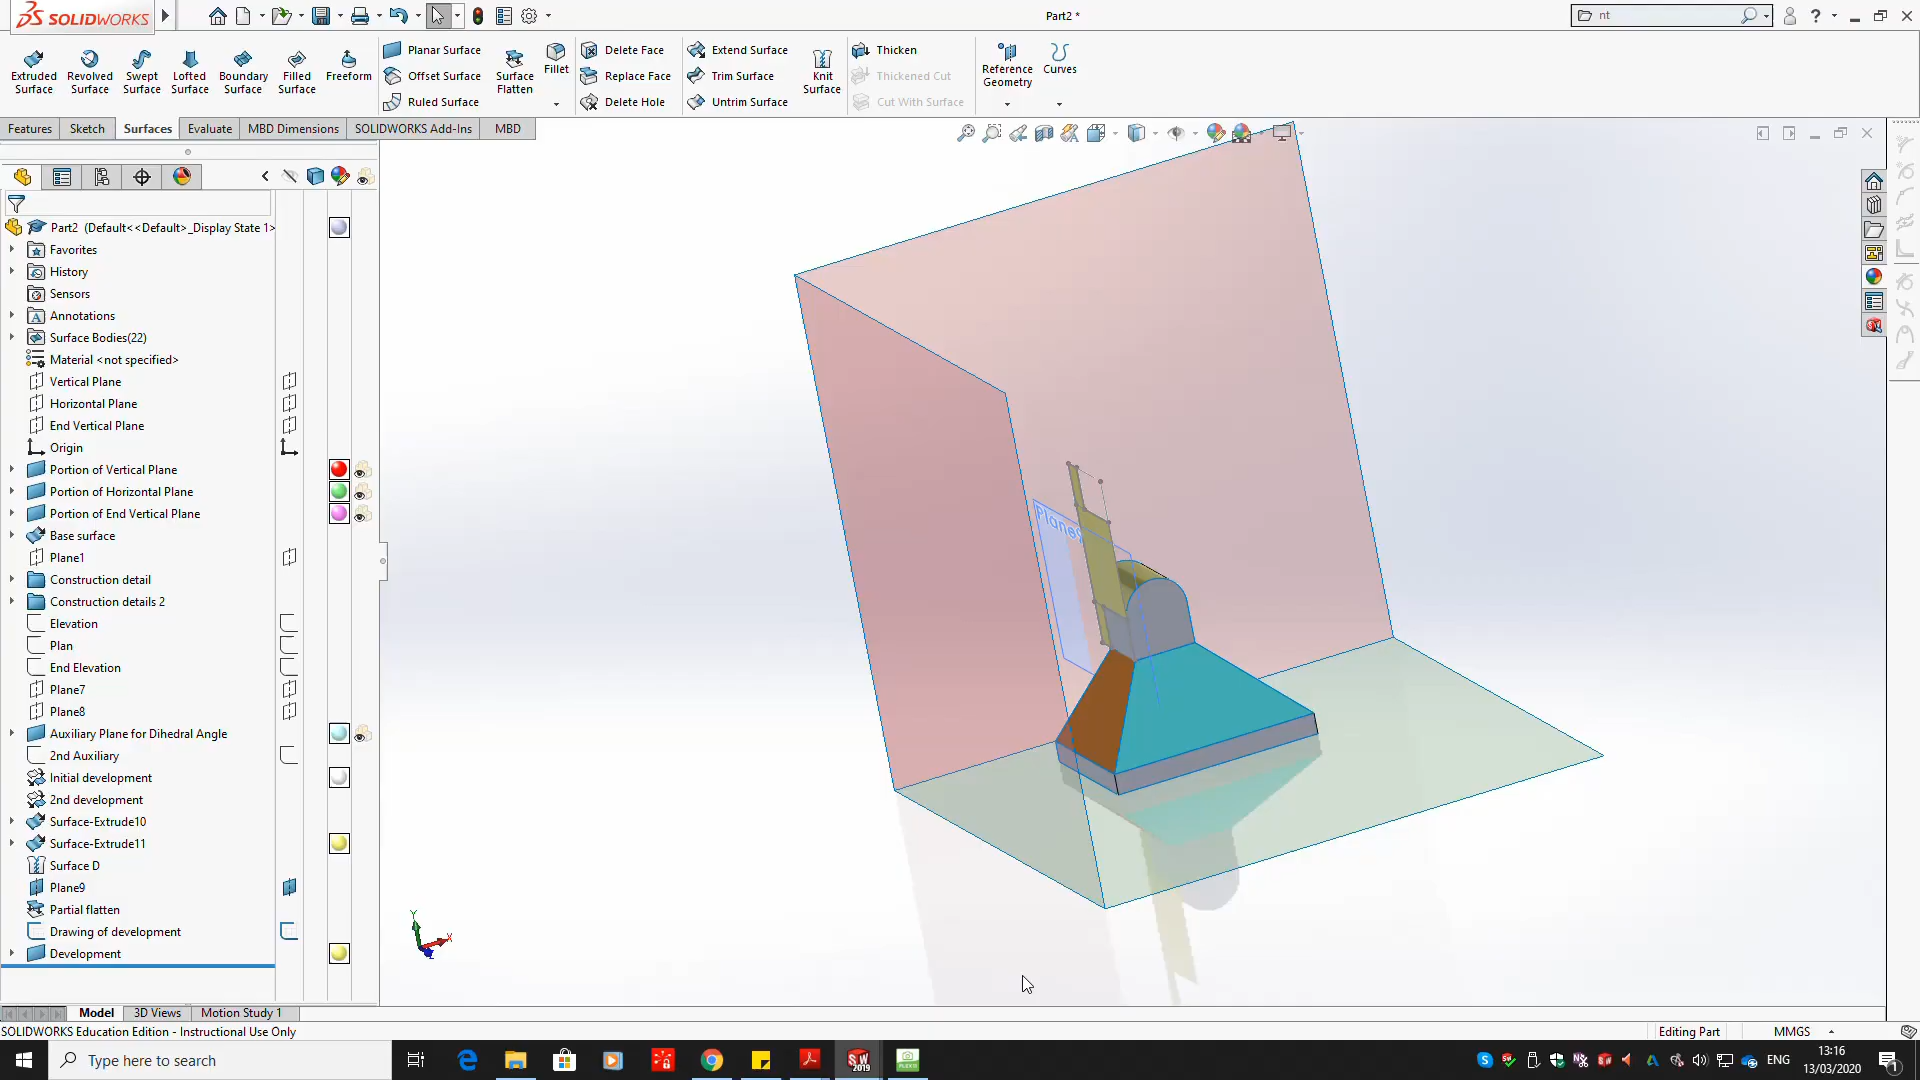 SOLIDWORKS
Part2 *
nt
Extruded Surface
Revolved Surface
Swept Surface
Lofted Surface
Boundary Surface
Filled Surface
Freeform
Planar Surface
Offset Surface
Ruled Surface
Surface Flatten
Fillet
Delete Face
Replace Face
Delete Hole
Extend Surface
Trim Surface
Untrim Surface
Knit Surface
Thicken
Thickened Cut
Cut With Surface
Reference Geometry
Curves
Features
Sketch
Surfaces
Evaluate
MBD Dimensions
SOLIDWORKS Add-Ins
MBD
Part2 (Default<<Default>_Display State 1>
Favorites
History
Sensors
Annotations
Surface Bodies(22)
Material <not specified>
Vertical Plane
Horizontal Plane
End Vertical Plane
Origin
Portion of Vertical Plane
Portion of Horizontal Plane
Portion of End Vertical Plane
Base surface
Plane1
Construction detail
Construction details 2
Elevation
Plan
End Elevation
Plane7
Plane8
Auxiliary Plane for Dihedral Angle
2nd Auxiliary
Initial development
2nd development
Surface-Extrude10
Surface-Extrude11
Surface D
Plane9
Partial flatten
Drawing of development
Development
Plane9
Y
X
Z
Model
3D Views
Motion Study 1
SOLIDWORKS Education Edition - Instructional Use Only
Editing Part
MMGS
Type here to search
ENG
13:16
13/03/2020